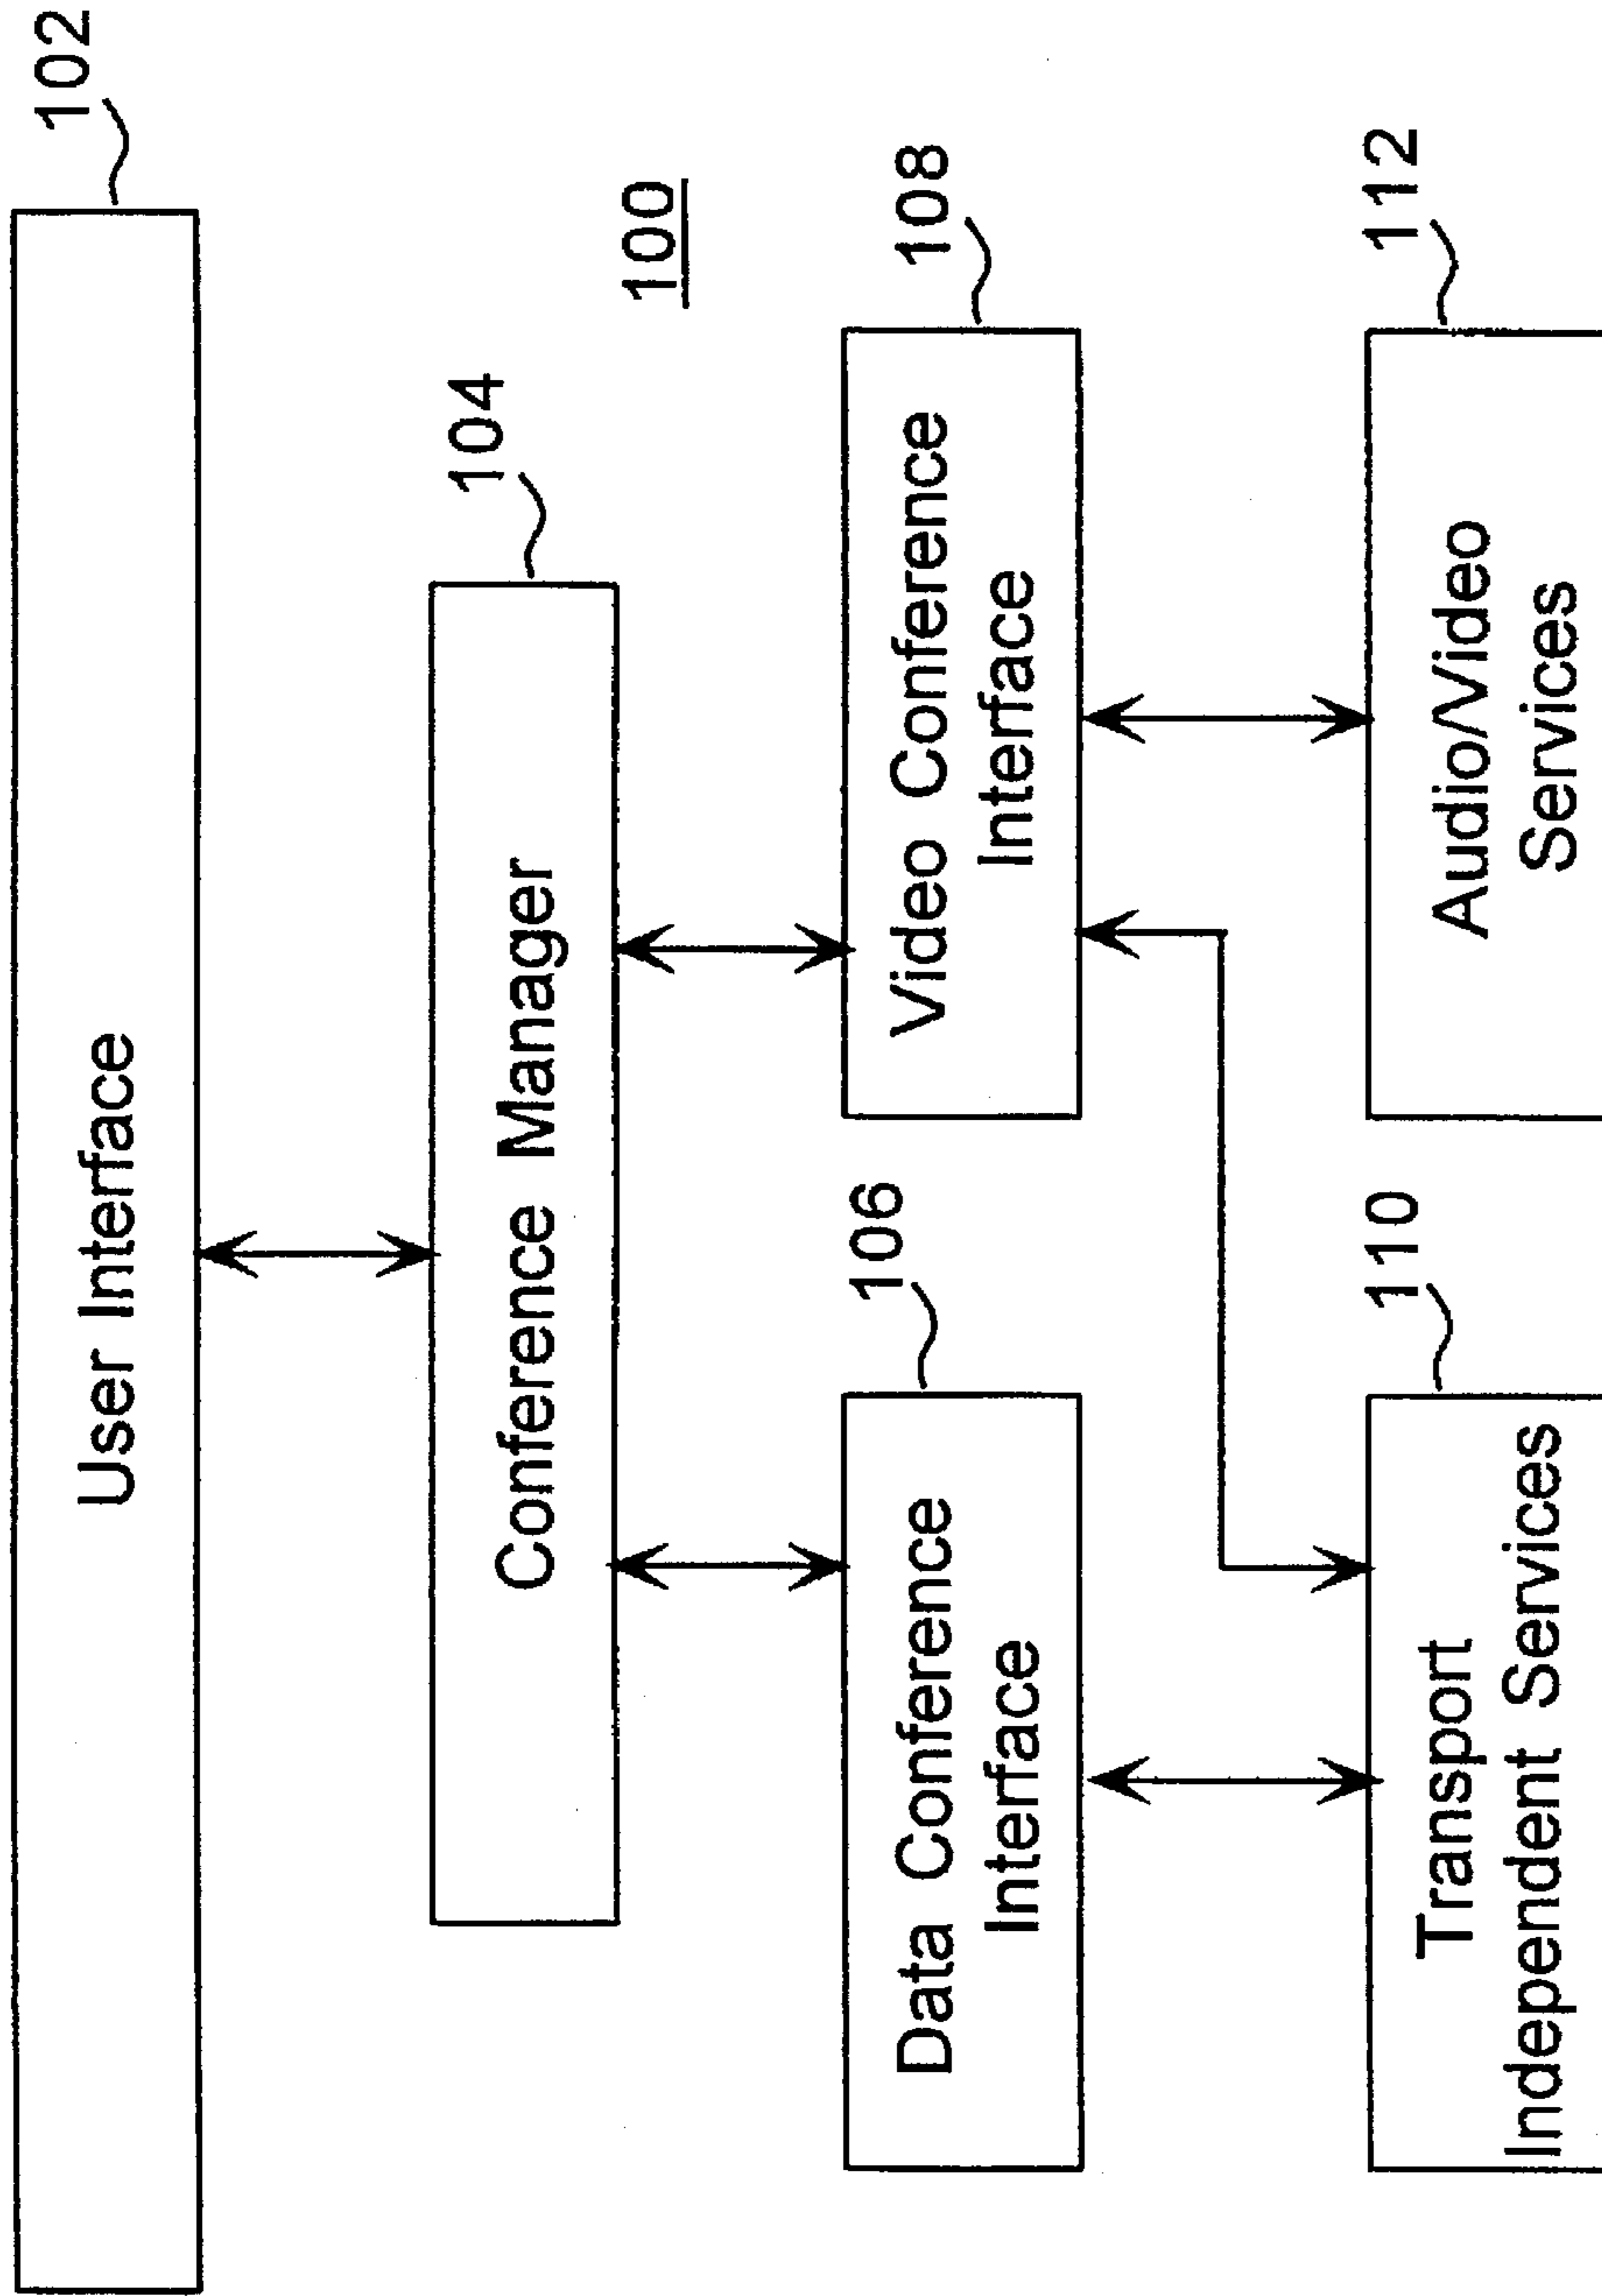 102
User Interface
104
Conference Manager
100
106
Data Conference
Interface
108
Video Conference
Interface
110
Transport
Independent Services
112
Audio/Video
Services